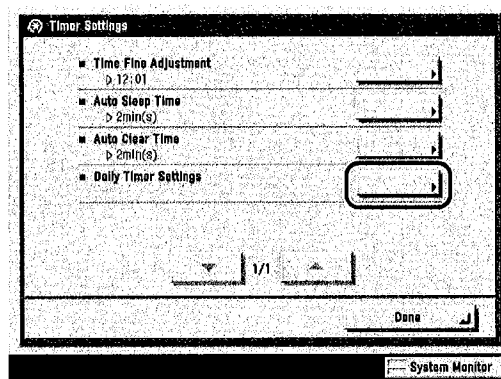 Timer Settings
■ Time Fine Adjustment
▷ 12:01
■ Auto Sleep Time
▷ 2min(s)
■ Auto Clear Time
▷ 2min(s)
■ Daily Timer Settings
▼ 1/1 ▲
Done
System Monitor